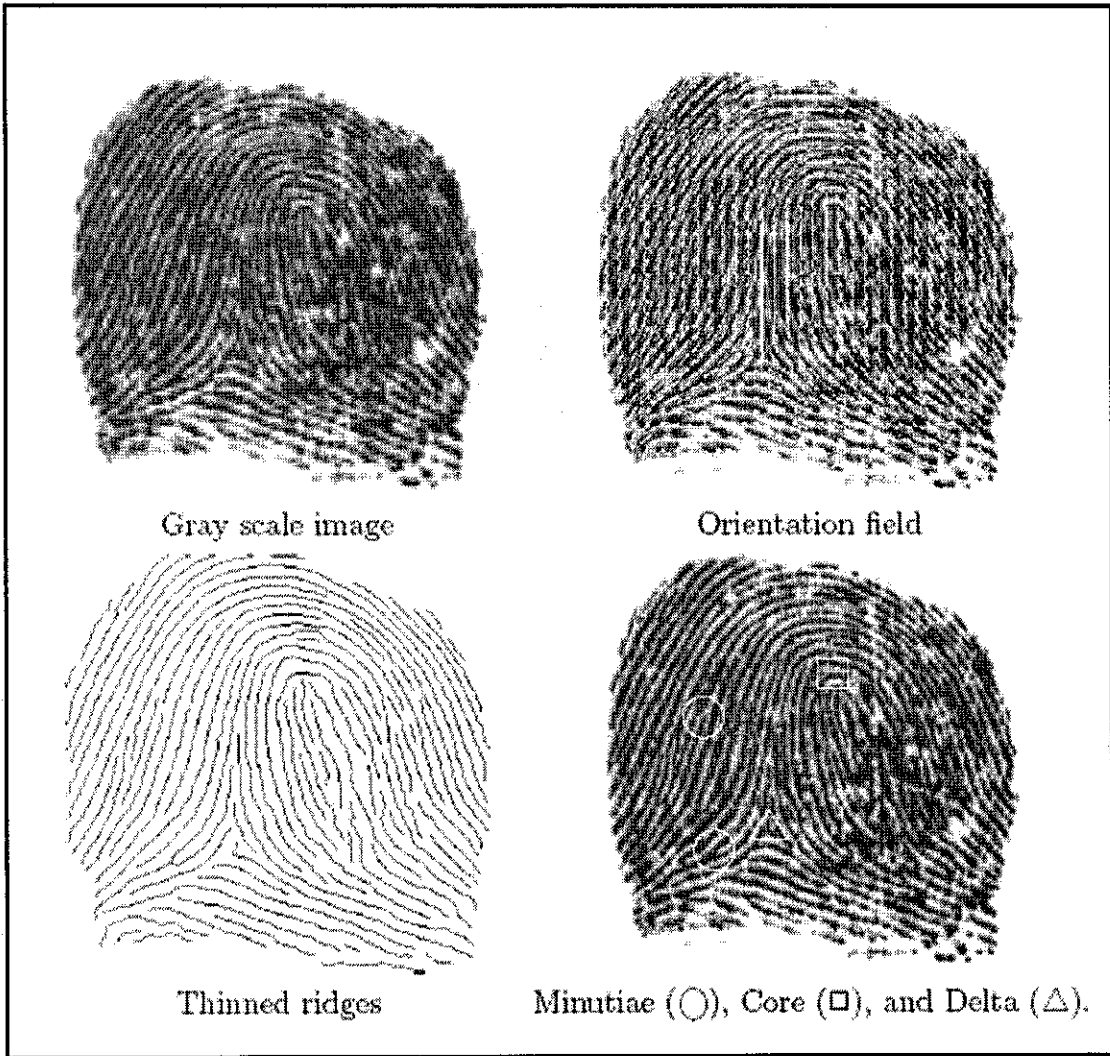 Gray scale image
Orientation field
Thinned ridges
Minutiae (○), Core (□), and Delta (△).